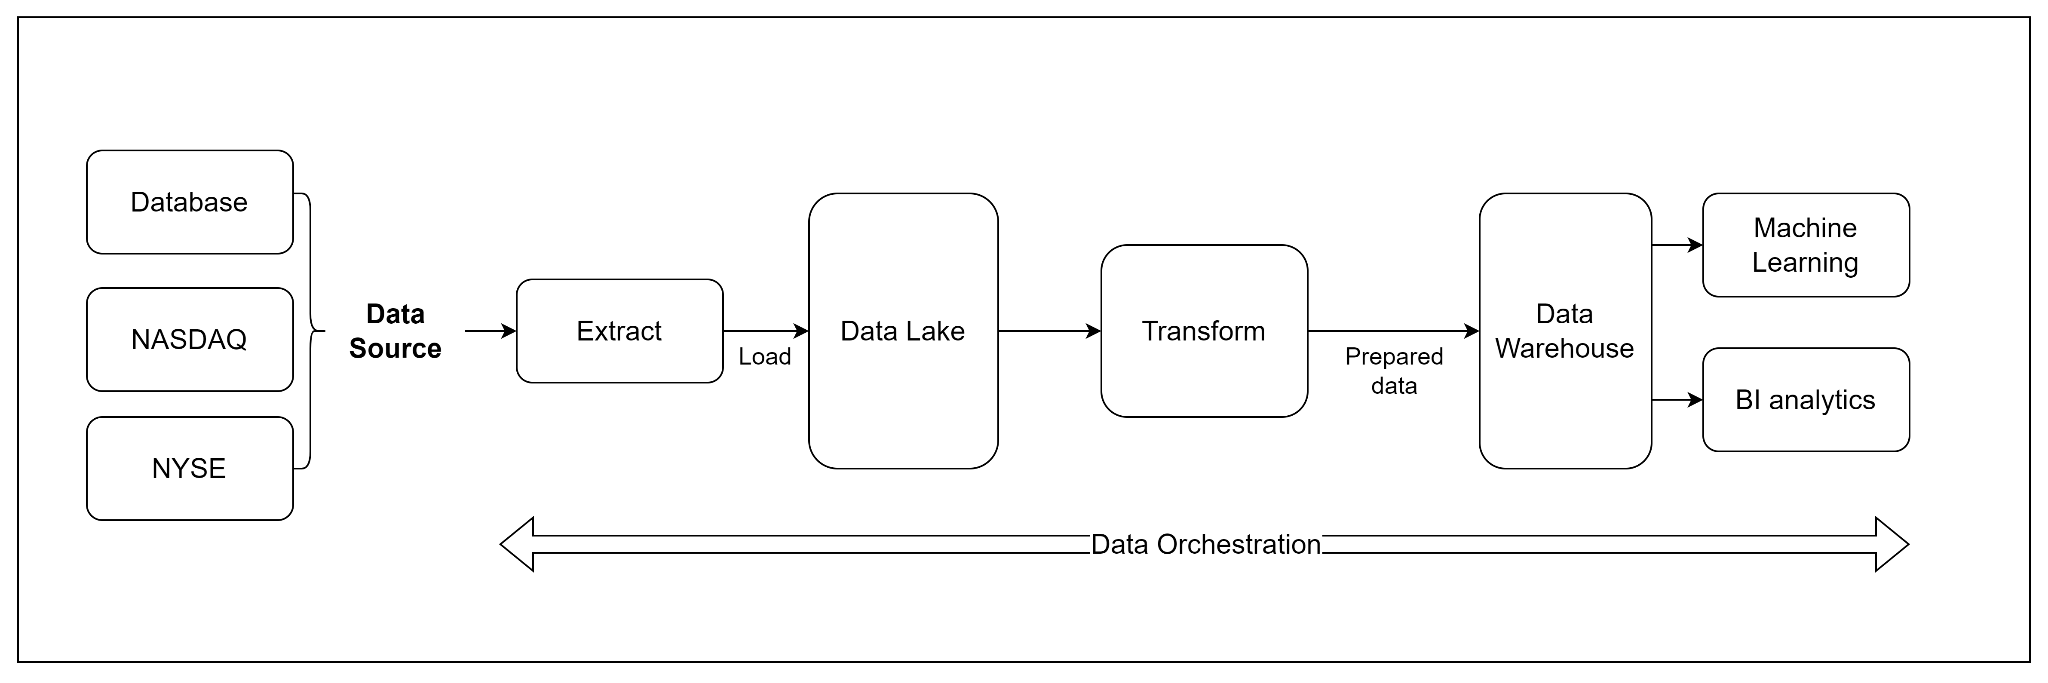 Database
NASDAQ
NYSE
Data
Source
Extract
Load
Data Lake
Transform
Prepared
data
Data
Warehouse
Machine
Learning
BI analytics
Data Orchestration